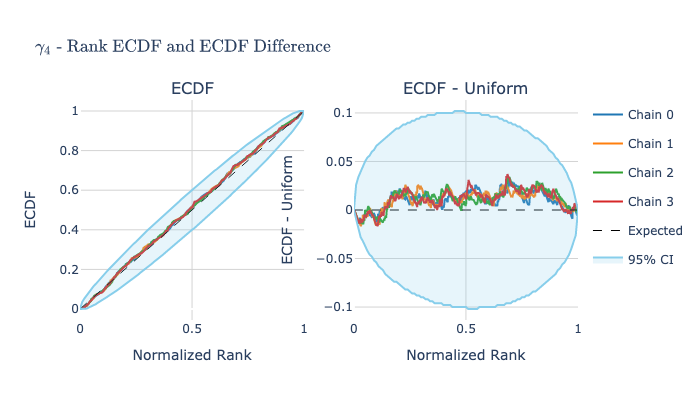 γ₄ - Rank ECDF and ECDF Difference
ECDF
ECDF - Uniform
1
0.8
0.6
0.4
0.2
0
ECDF
0
0.5
1
Normalized Rank
0.1
0.05
0
−0.05
−0.1
ECDF - Uniform
0
0.5
1
Normalized Rank
Chain 0
Chain 1
Chain 2
Chain 3
Expected
95% CI